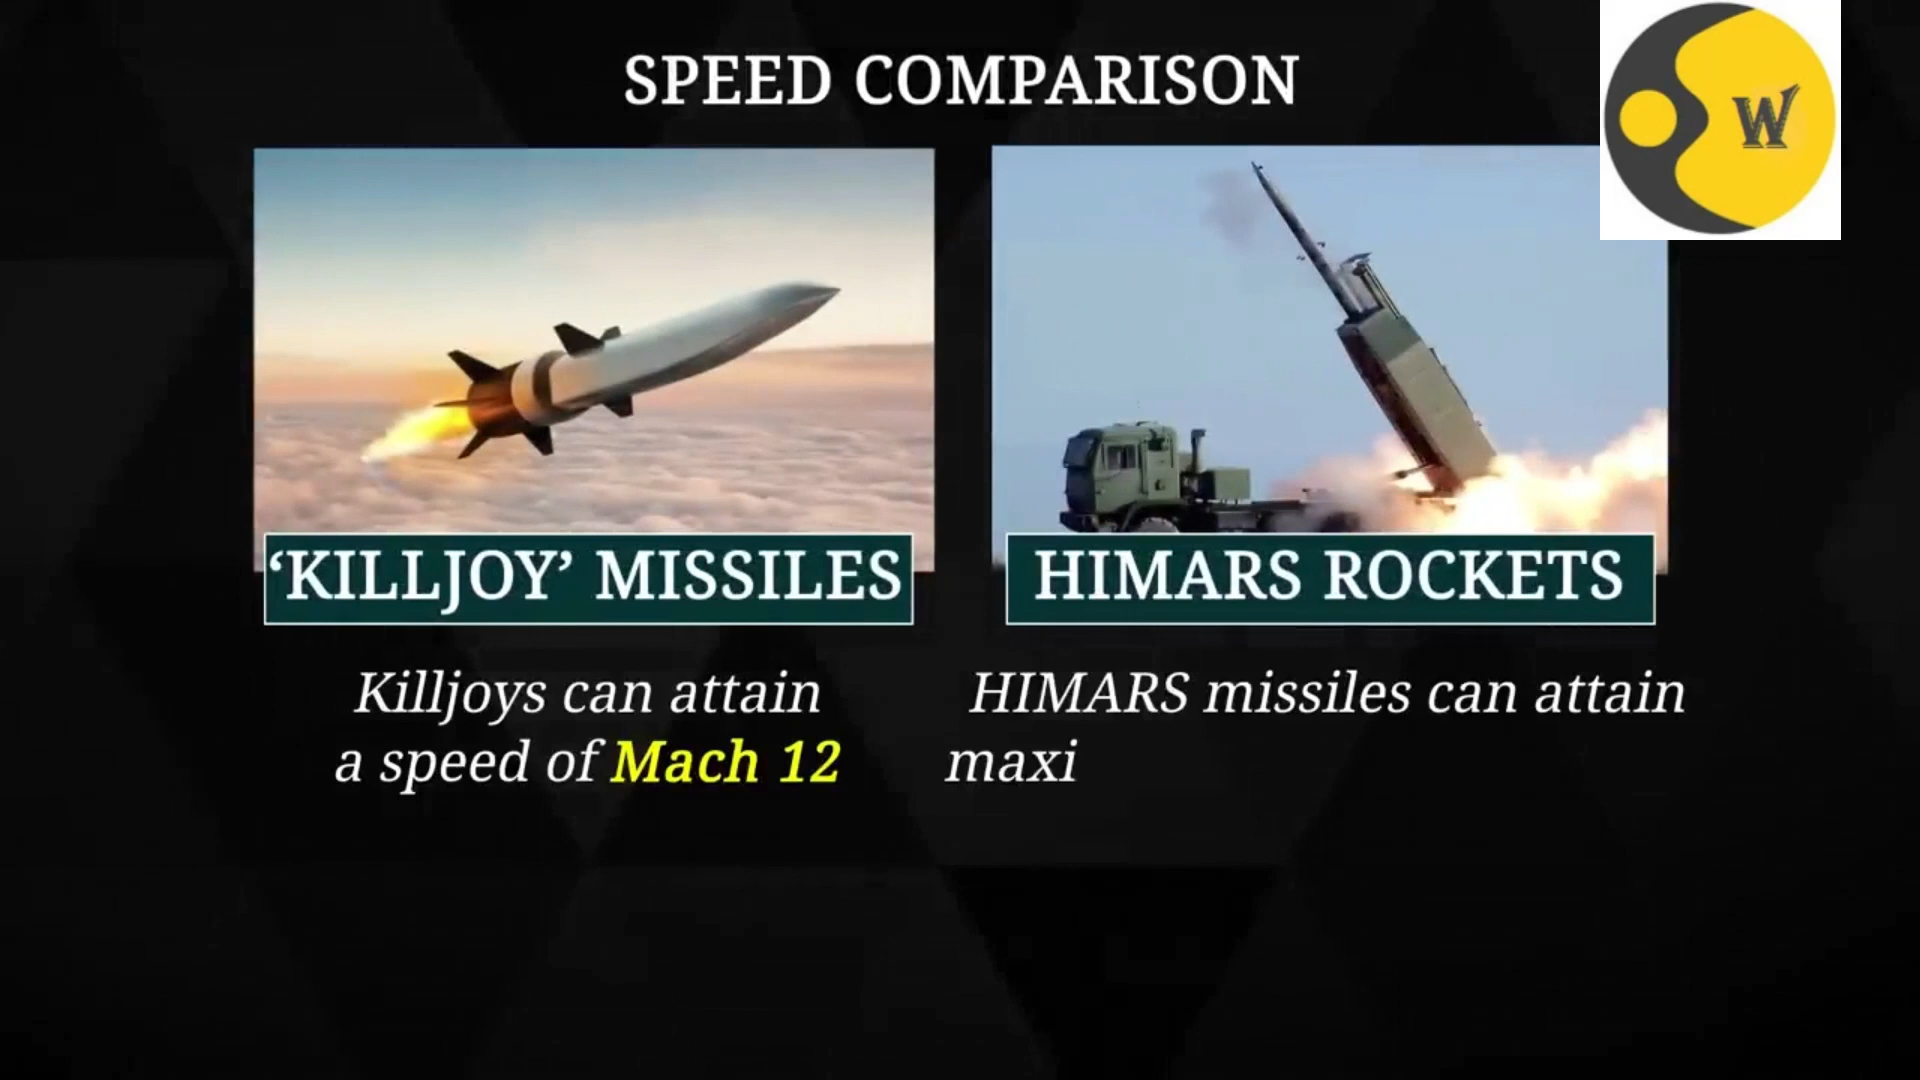 SPEED COMPARISON
W
‘KILLJOY’ MISSILES
HIMARS ROCKETS
Killjoys can attain
a speed of Mach 12
HIMARS missiles can attain
maxi